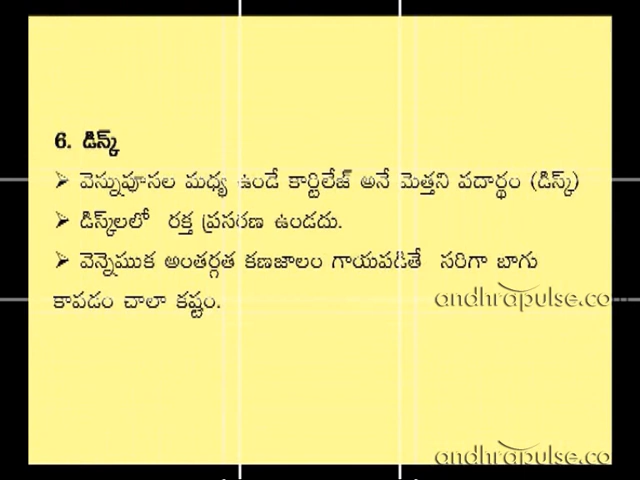 6. డిస్క్
➢ వెన్నుపూసల మధ్య ఉండే కార్టిలేజ్ అనే మెత్తని పదార్థం (డిస్క్)
➢ డిస్క్‌లలో రక్త ప్రసరణ ఉండదు.
➢ వెన్నెముక అంతర్గత కణజాలం గాయపడితే సరిగా బాగు
కావడం చాలా కష్టం.
andhrapulse.co
andhrapulse.co